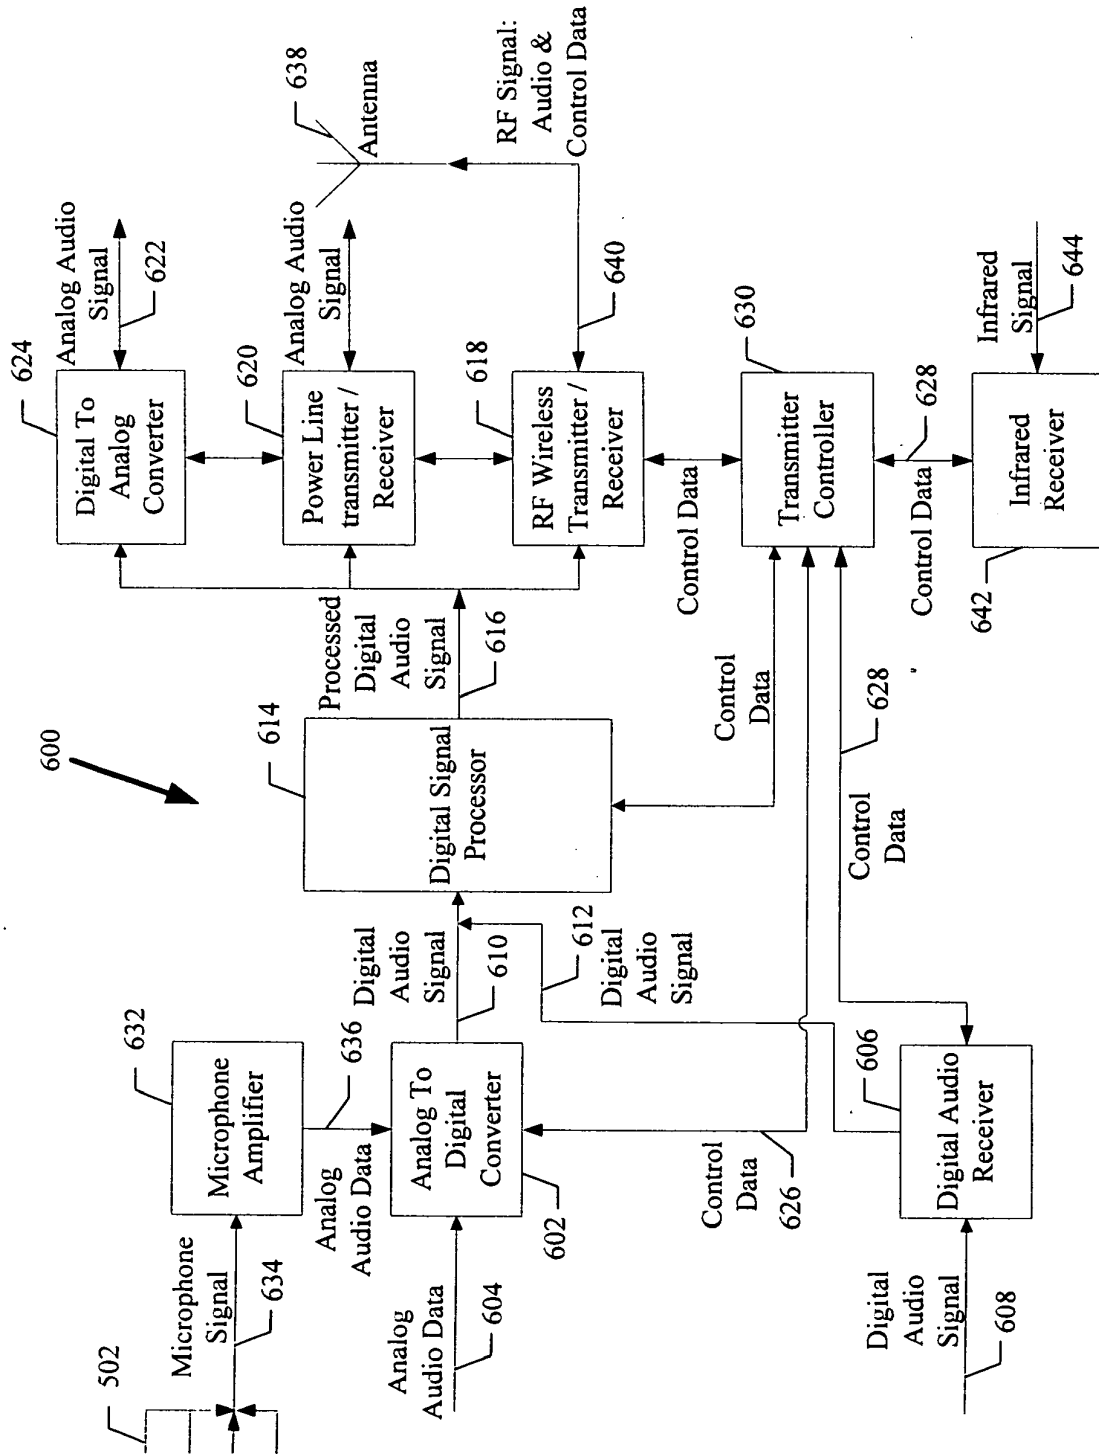 600
502
Microphone
Signal
634
632
Microphone
Amplifier
636
Analog
Audio Data
Analog
Audio Data
604
Analog To
Digital
Converter
602
Digital
Audio
Signal
610
612
Digital
Audio
Signal
614
Digital Signal
Processor
Processed
Digital
Audio
Signal
616
624
Digital To
Analog
Converter
Analog Audio
Signal
622
620
Power Line
transmitter /
Receiver
Analog Audio
Signal
638
Antenna
618
RF Wireless
Transmitter /
Receiver
640
RF Signal:
Audio &
Control Data
Control Data
630
Transmitter
Controller
Control
Data
Control
Data
626
Control
Data
628
Control Data
628
Infrared
Receiver
642
Infrared
Signal
644
606
Digital Audio
Receiver
Digital
Audio
Signal
608